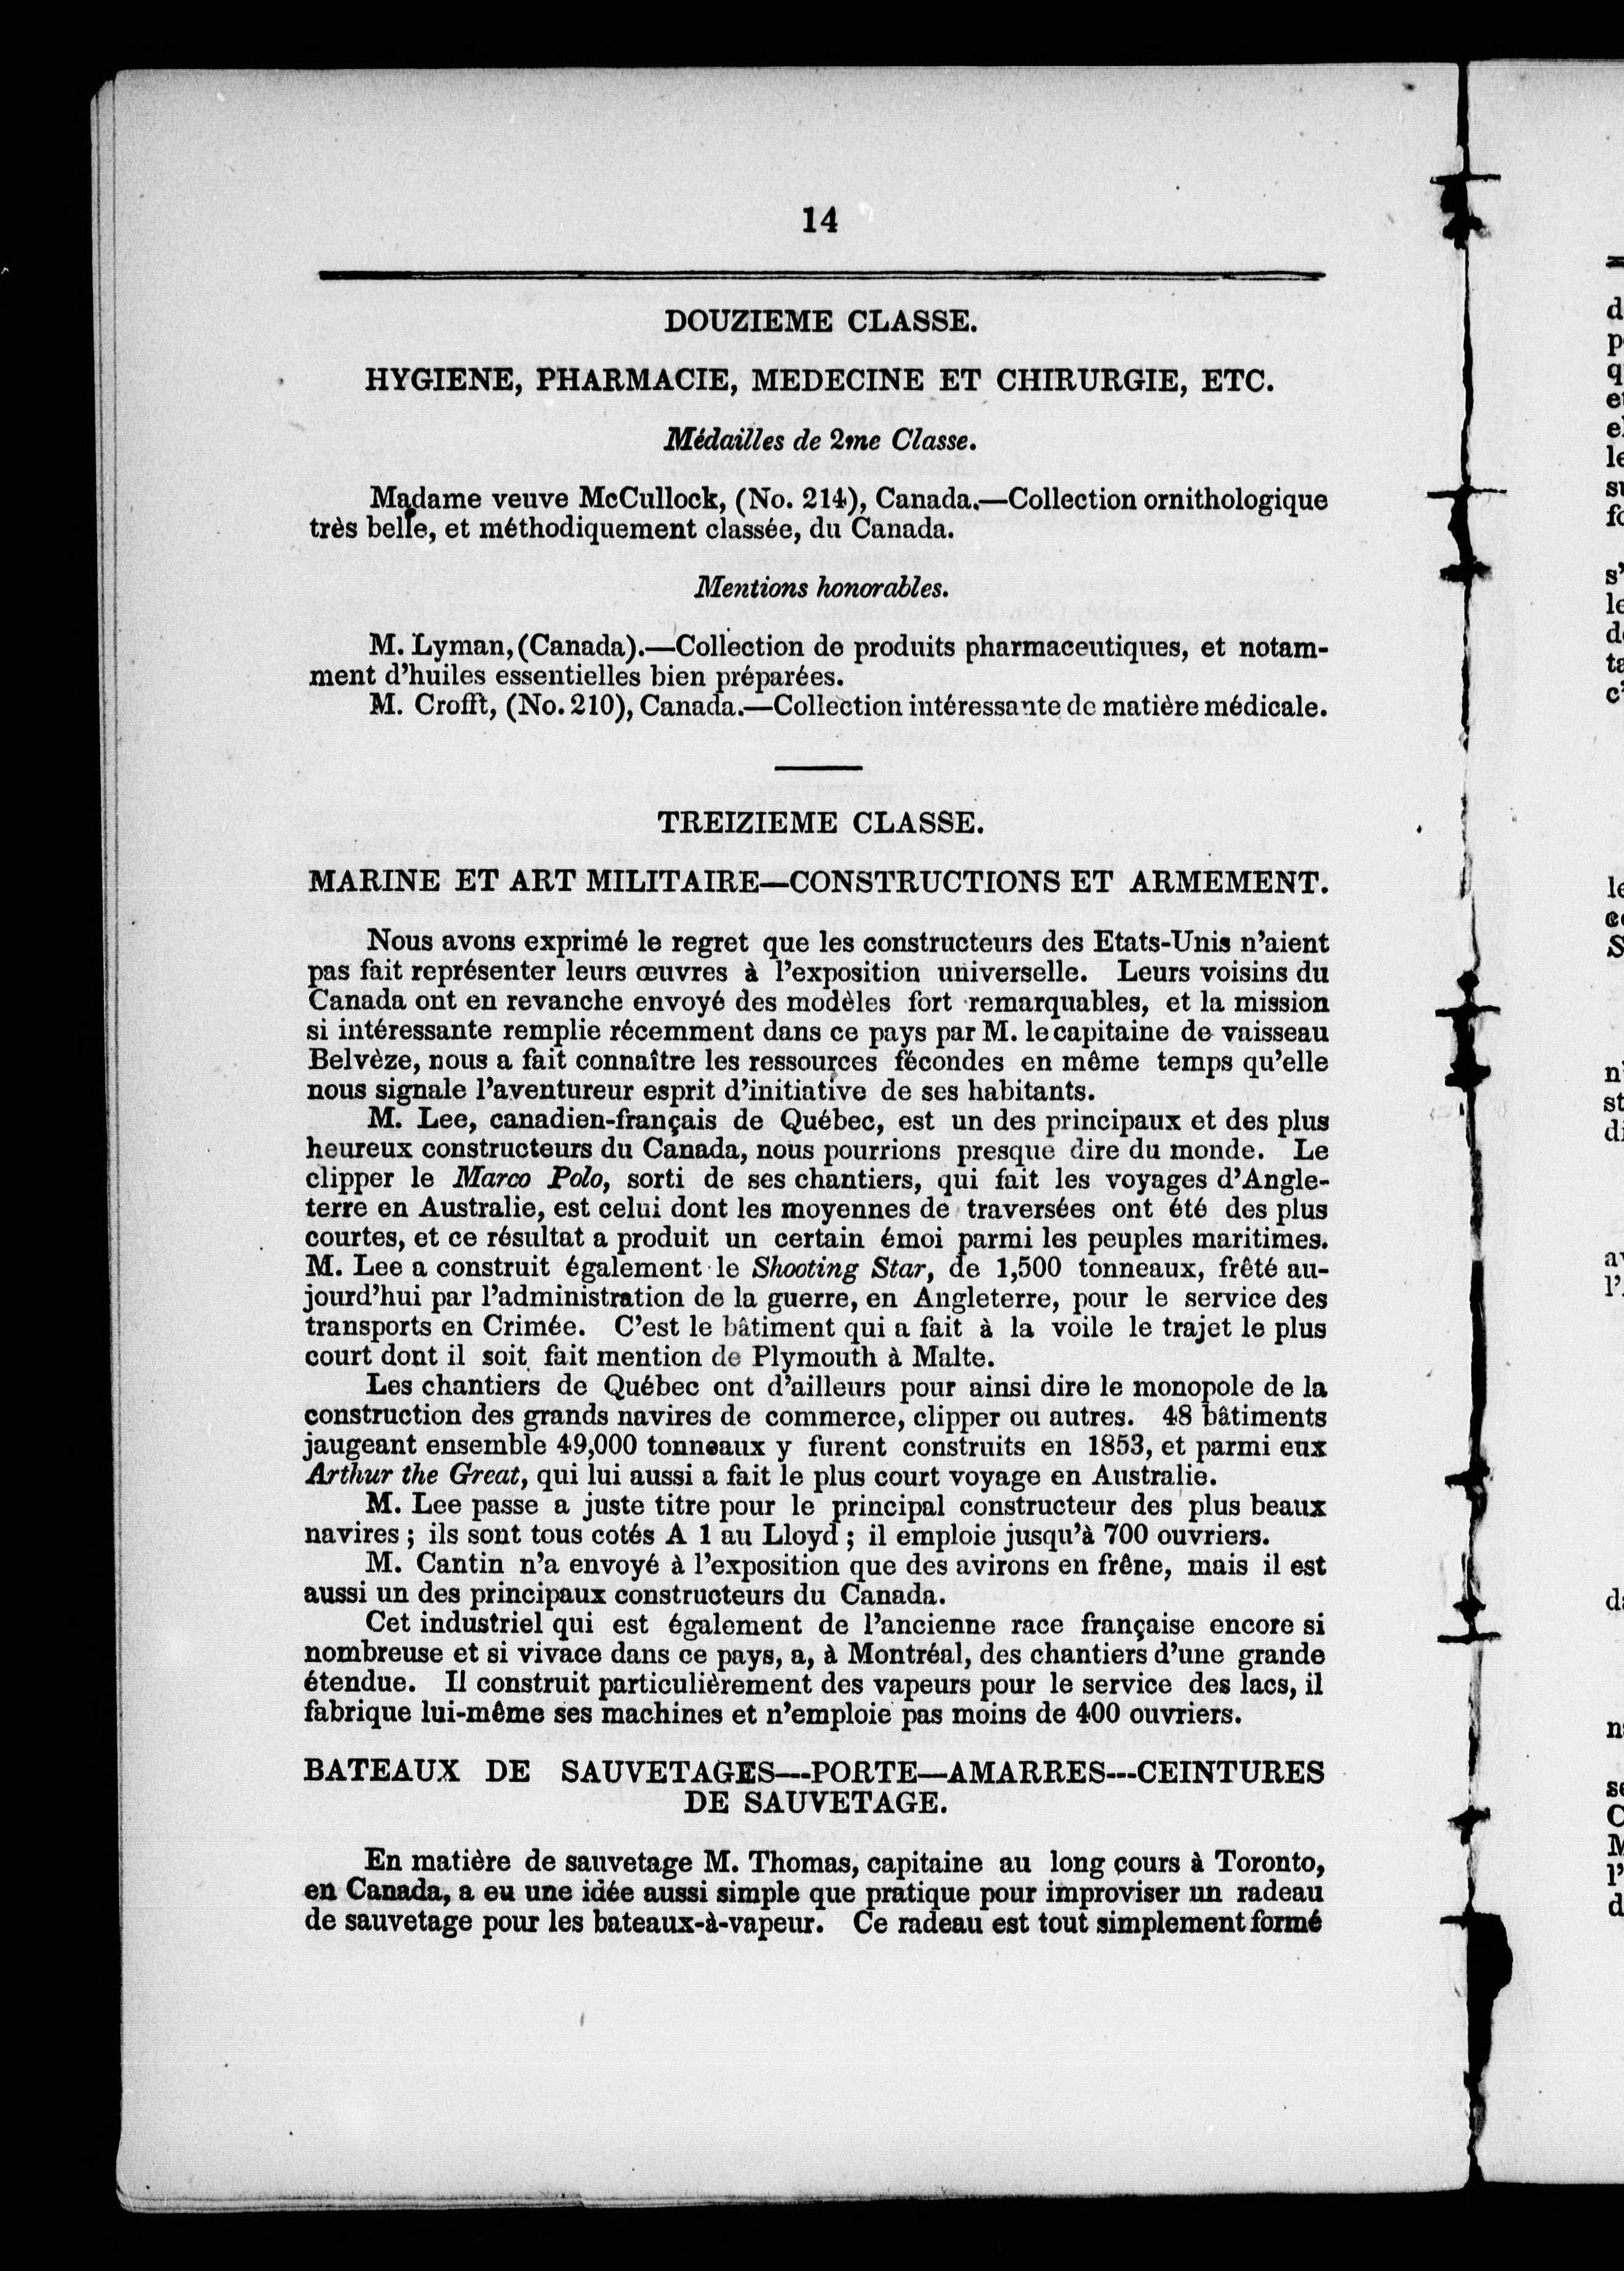 14
DOUZIEME CLASSE.
HYGIENE, PHARMACIE, MEDECINE ET CHIRURGIE, ETC.
Médailles de 2me Classe.
Madame veuve McCullock, (No. 214), Canada.—Collection ornithologique
très belle, et méthodiquement classée, du Canada.
Mentions honorables.
M. Lyman, (Canada).—Collection de produits pharmaceutiques, et notam-
ment d'huiles essentielles bien préparées.
M. Crofft, (No. 210), Canada.—Collection intéressante de matière médicale.
TREIZIEME CLASSE.
MARINE ET ART MILITAIRE—CONSTRUCTIONS ET ARMEMENT.
Nous avons exprimé le regret que les constructeurs des Etats-Unis n'aient
pas fait représenter leurs œuvres à l'exposition universelle. Leurs voisins du
Canada ont en revanche envoyé des modèles fort remarquables, et la mission
si intéressante remplie récemment dans ce pays par M. le capitaine de vaisseau
Belvèze, nous a fait connaître les ressources fécondes en même temps qu'elle
nous signale l'aventureur esprit d'initiative de ses habitants.
M. Lee, canadien-français de Québec, est un des principaux et des plus
heureux constructeurs du Canada, nous pourrions presque dire du monde. Le
clipper le Marco Polo, sorti de ses chantiers, qui fait les voyages d'Angle-
terre en Australie, est celui dont les moyennes de traversées ont été des plus
courtes, et ce résultat a produit un certain émoi parmi les peuples maritimes.
M. Lee a construit également le Shooting Star, de 1,500 tonneaux, frêté au-
jourd'hui par l'administration de la guerre, en Angleterre, pour le service des
transports en Crimée. C'est le bâtiment qui a fait à la voile le trajet le plus
court dont il soit fait mention de Plymouth à Malte.
Les chantiers de Québec ont d'ailleurs pour ainsi dire le monopole de la
construction des grands navires de commerce, clipper ou autres. 48 bâtiments
jaugeant ensemble 49,000 tonneaux y furent construits en 1853, et parmi eux
Arthur the Great, qui lui aussi a fait le plus court voyage en Australie.
M. Lee passe a juste titre pour le principal constructeur des plus beaux
navires ; ils sont tous cotés A 1 au Lloyd ; il emploie jusqu'à 700 ouvriers.
M. Cantin n'a envoyé à l'exposition que des avirons en frêne, mais il est
aussi un des principaux constructeurs du Canada.
Cet industriel qui est également de l'ancienne race française encore si
nombreuse et si vivace dans ce pays, a, à Montréal, des chantiers d'une grande
étendue. Il construit particulièrement des vapeurs pour le service des lacs, il
fabrique lui-même ses machines et n'emploie pas moins de 400 ouvriers.
BATEAUX DE SAUVETAGES—PORTE—AMARRES—CEINTURES
DE SAUVETAGE.
En matière de sauvetage M. Thomas, capitaine au long cours à Toronto,
en Canada, a eu une idée aussi simple que pratique pour improviser un radeau
de sauvetage pour les bateaux-à-vapeur. Ce radeau est tout simplement formé